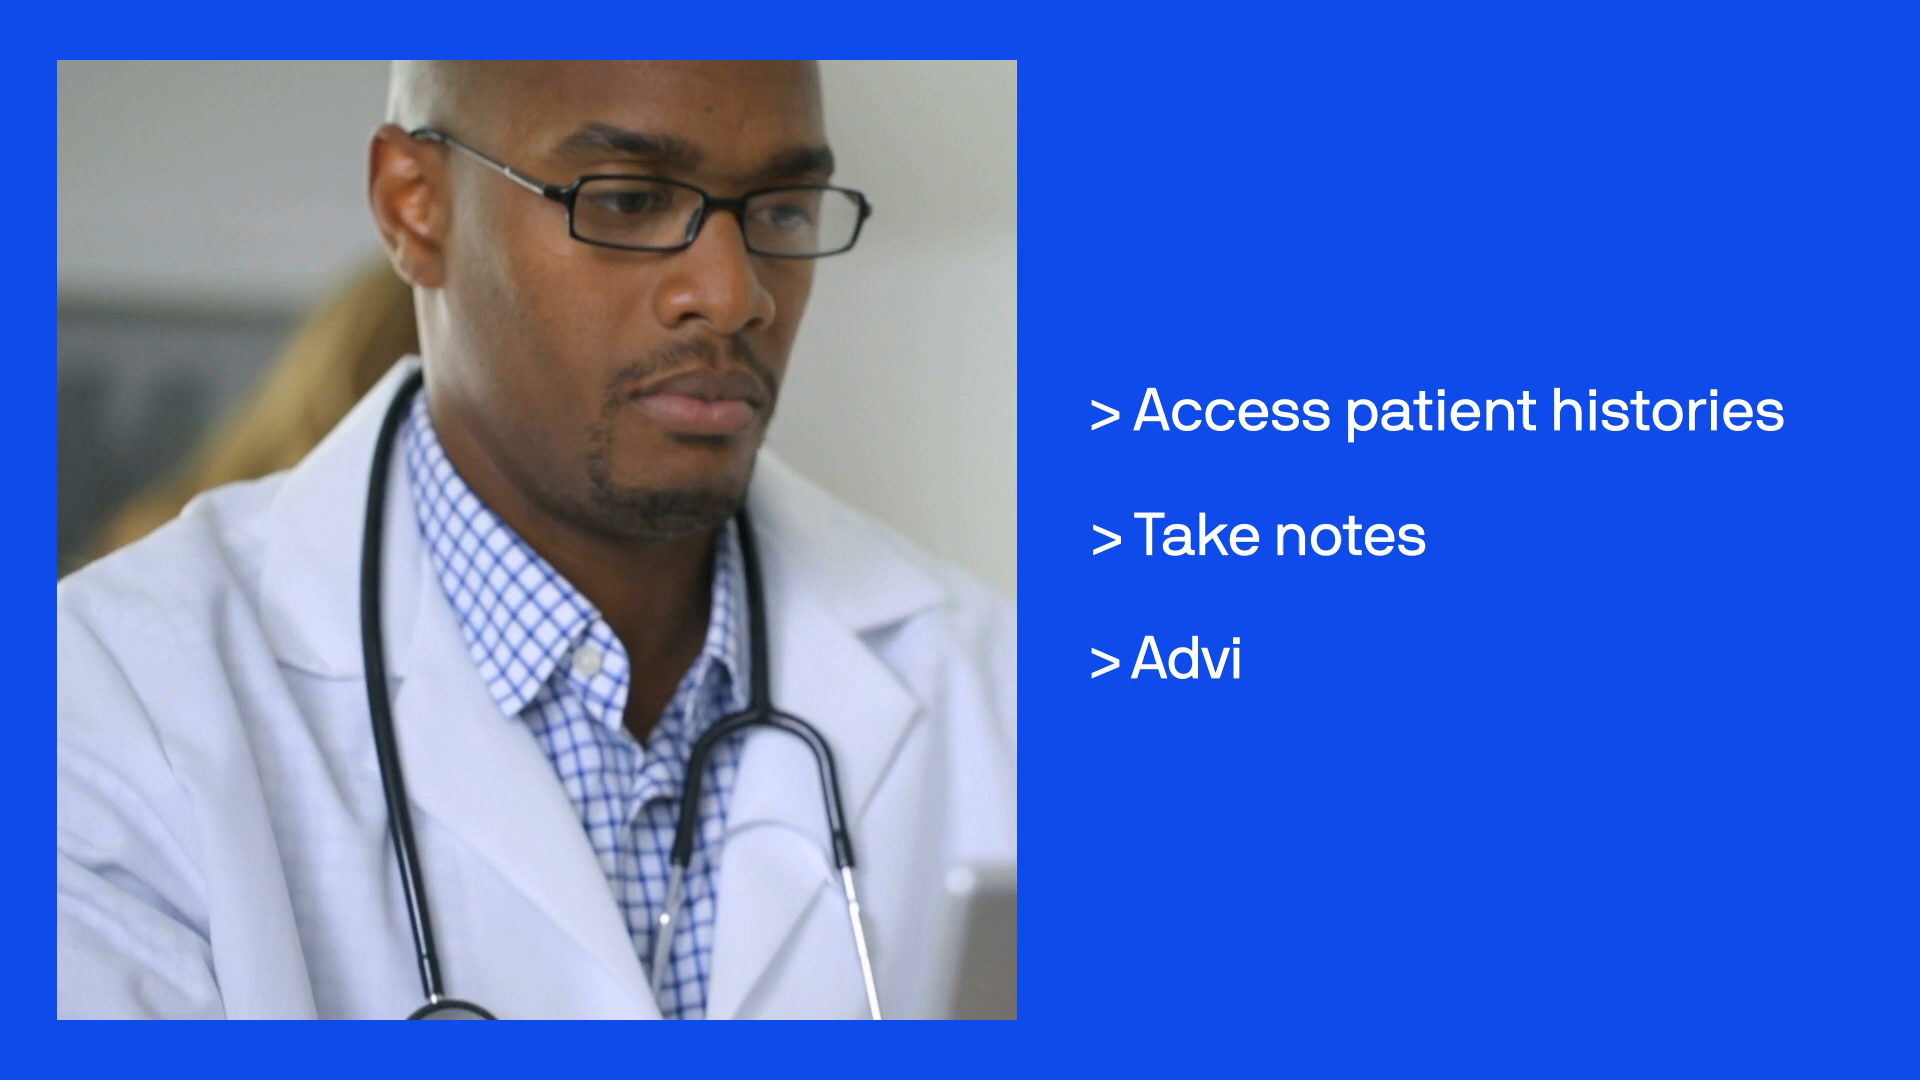 > Access patient histories
> Take notes
> Advi